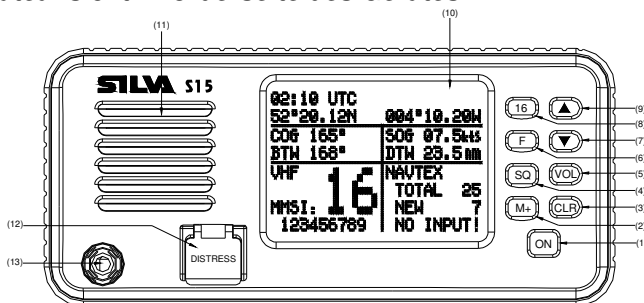 (10)
(11)
SILVA S15
02:10 UTC
52°20.12N 004°10.20W
COG 165° SOG 07.5kts
BTW 168° DTW 23.5nm
VHF 16 NAVTEX
TOTAL 25
MMSI: NEW 7
123456789 NO INPUT!
16
F
SQ VOL
M+ CLR
ON
DISTRESS
(12)
(13)
(9)
(8)
(7)
(6)
(5)
(4)
(3)
(2)
(1)